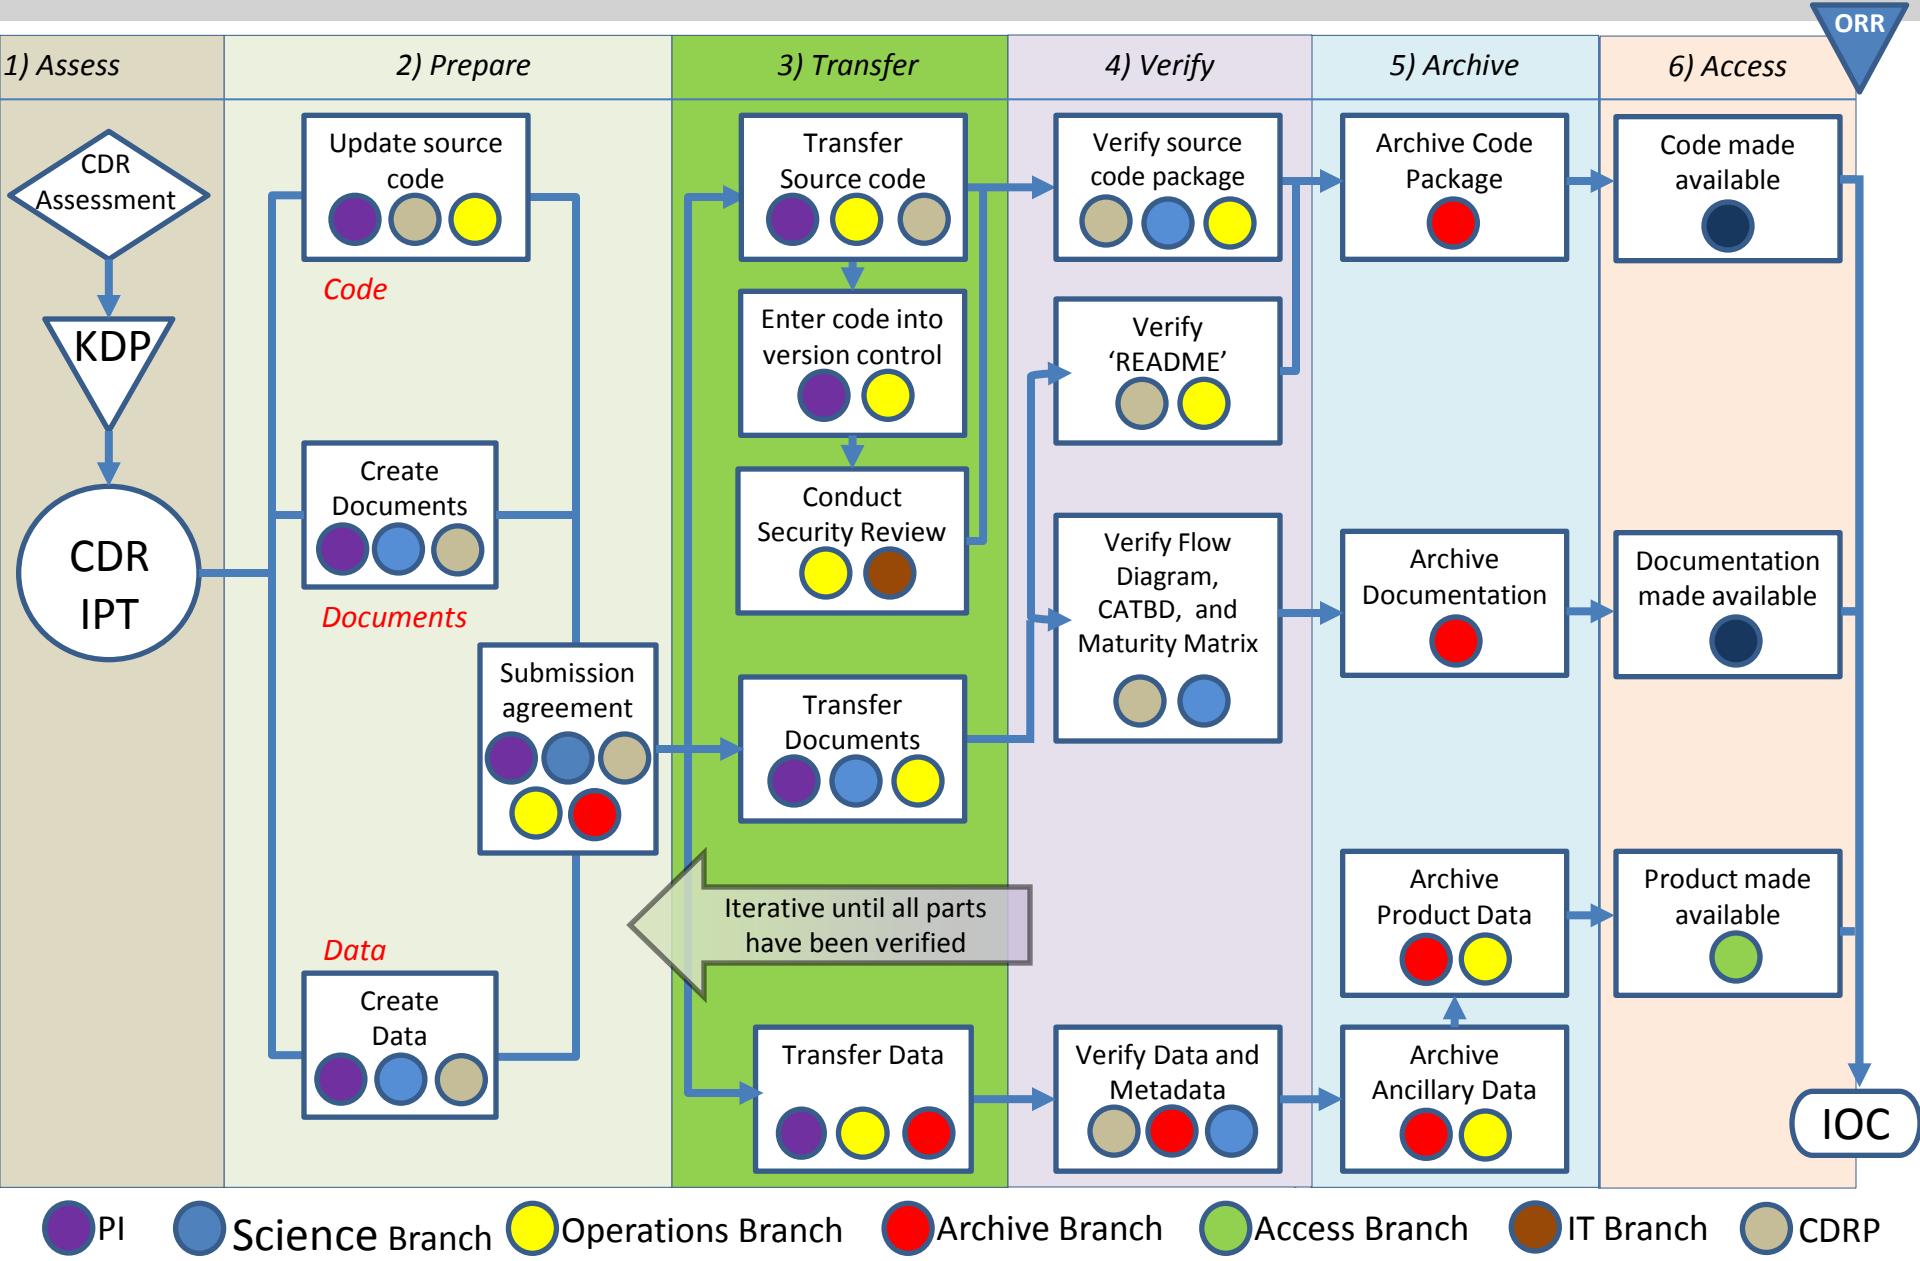 ORR
1) Assess
2) Prepare
3) Transfer
4) Verify
5) Archive
6) Access
CDR
Assessment
KDP
CDR
IPT
Update source
code
Code
Create
Documents
Documents
Submission
agreement
Data
Create
Data
Transfer
Source code
Enter code into
version control
Conduct
Security Review
Transfer
Documents
Iterative until all parts
have been verified
Transfer Data
Verify source
code package
Verify
‘README’
Verify Flow
Diagram,
CATBD, and
Maturity Matrix
Verify Data and
Metadata
Archive Code
Package
Archive
Documentation
Archive
Product Data
Archive
Ancillary Data
Code made
available
Documentation
made available
Product made
available
IOC
PI
Science Branch
Operations Branch
Archive Branch
Access Branch
IT Branch
CDRP